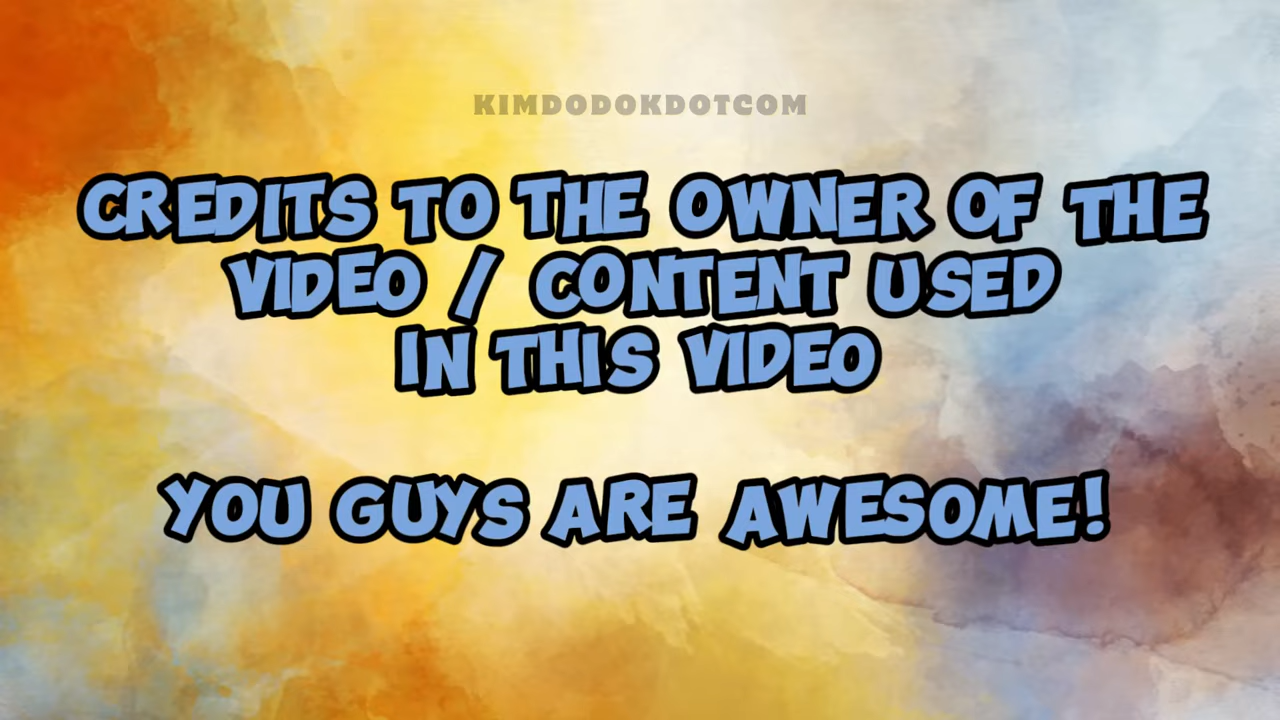 KIMDODOKDOTCOM
CREDITS TO THE OWNER OF THE
VIDEO / CONTENT USED
IN THIS VIDEO
YOU GUYS ARE AWESOME!